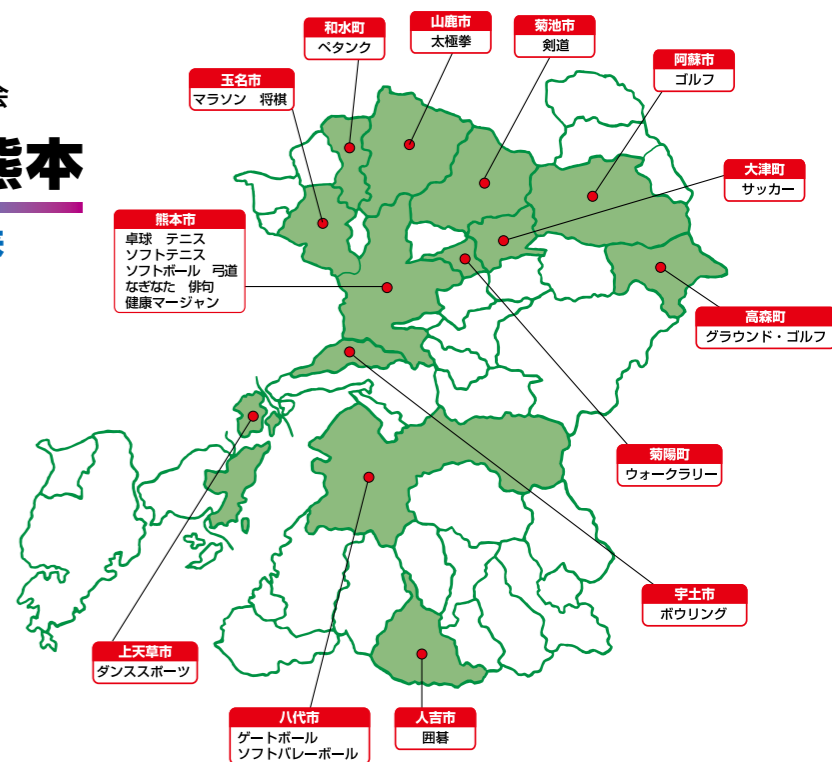 会
熊本
和水町
ペタンク
山鹿市
太極拳
菊池市
剣道
阿蘇市
ゴルフ
玉名市
マラソン 将棋
大津町
サッカー
熊本市
卓球 テニス
ソフトテニス
ソフトボール 弓道
なぎなた 俳句
健康マージャン
高森町
グラウンド・ゴルフ
菊陽町
ウォークラリー
宇土市
ボウリング
上天草市
ダンススポーツ
八代市
ゲートボール
ソフトバレーボール
人吉市
囲碁